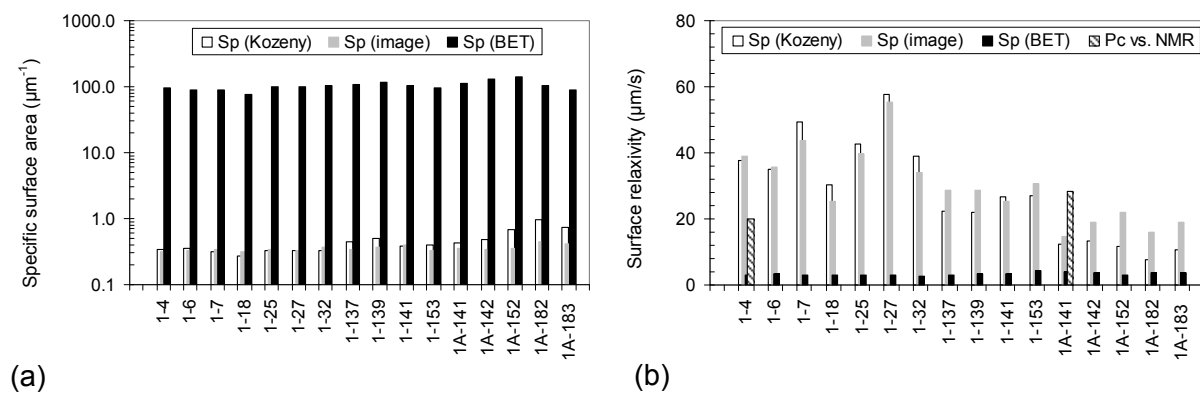 1000.0
100.0
10.0
1.0
0.1
Specific surface area (µm⁻¹)
Sp (Kozeny) Sp (image) Sp (BET)
1-4 1-6 1-7 1-18 1-25 1-27 1-32 1-137 1-139 1-141 1-153 1A-141 1A-142 1A-152 1A-182 1A-183
(a)
80
60
40
20
0
Surface relaxivity (µm/s)
Sp (Kozeny) Sp (image) Sp (BET) Pc vs. NMR
1-4 1-6 1-7 1-18 1-25 1-27 1-32 1-137 1-139 1-141 1-153 1A-141 1A-142 1A-152 1A-182 1A-183
(b)